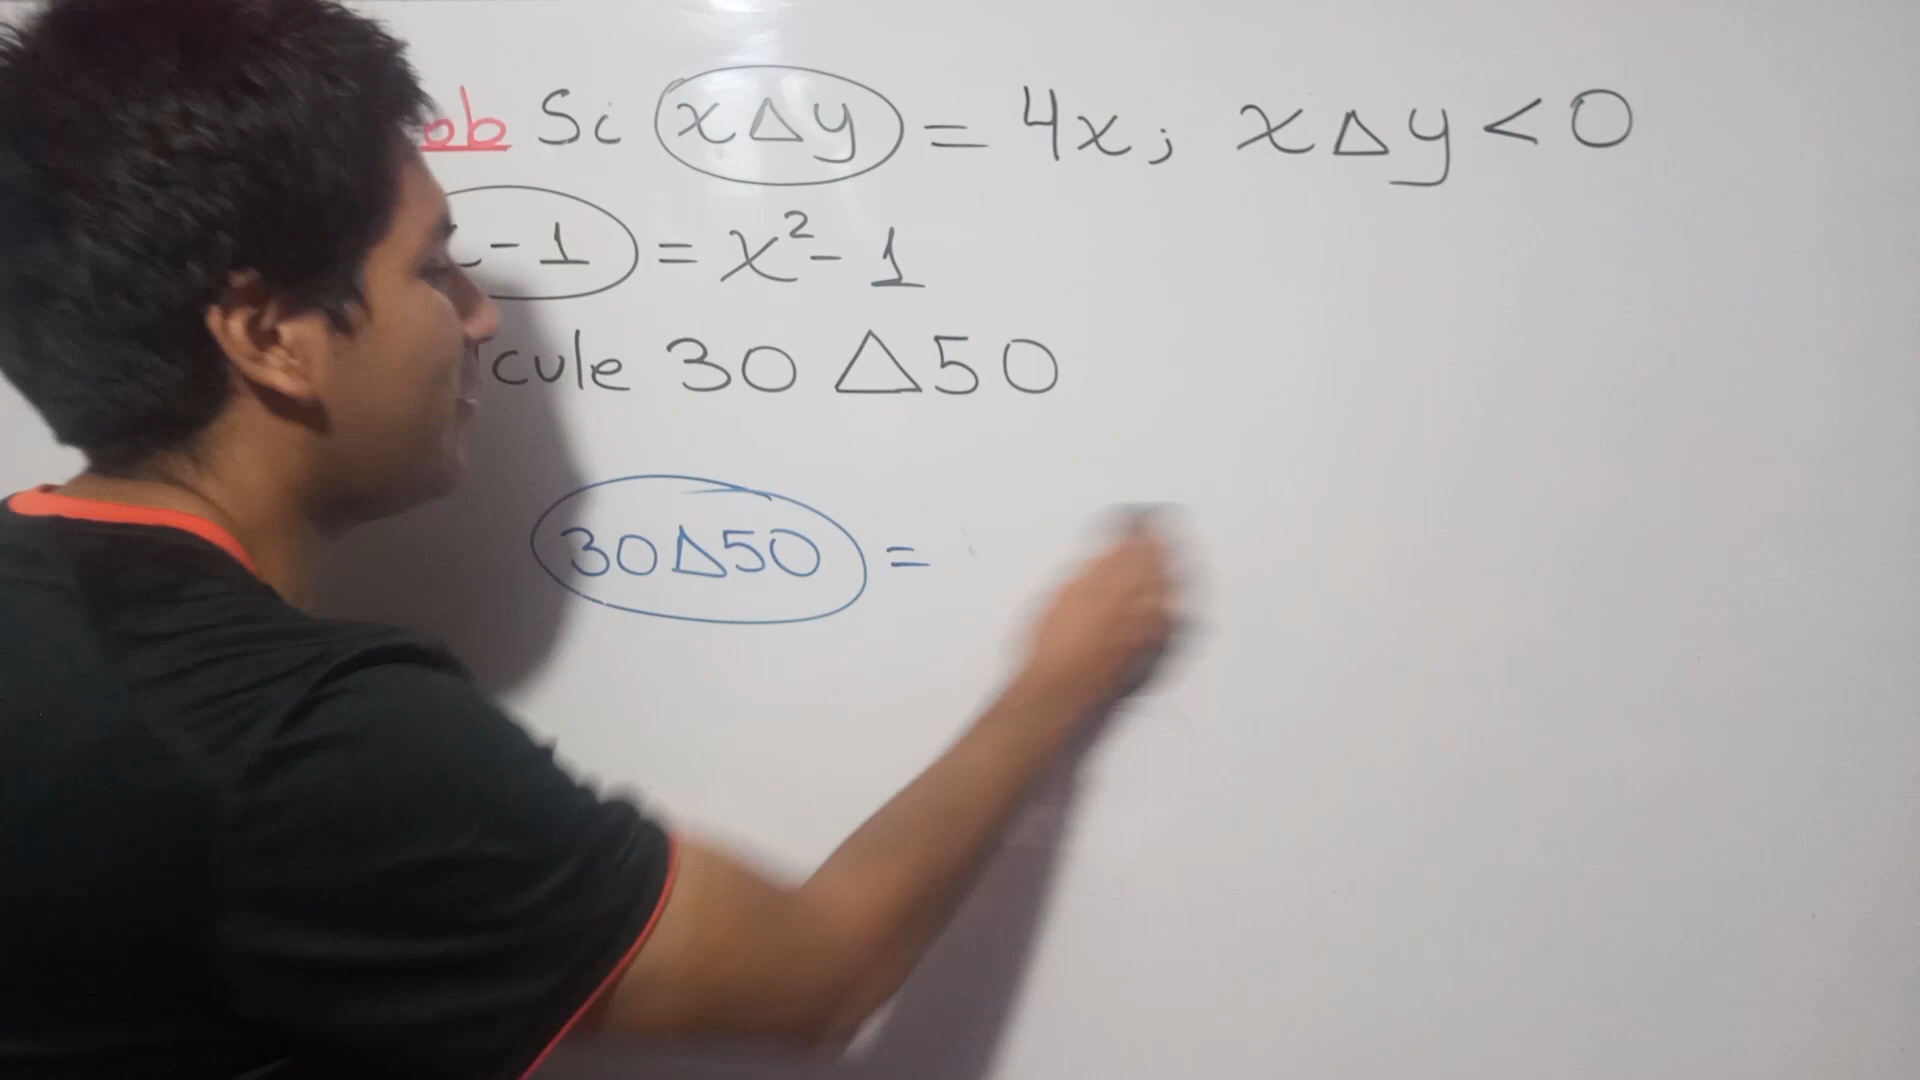 ob Si x△y = 4x; x△y < 0
- 1 = x² - 1
cule 30 △ 50
30△50 =